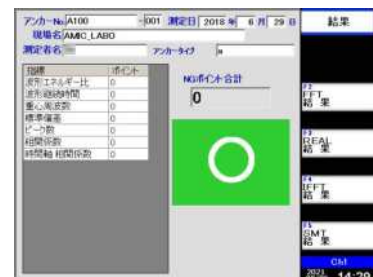 アンカーNo A100 -001 測定日 2018 年 6 月 29 日
現場名 AMIC_LABO
測定者名 アンカータイプ a
結果
指標 ポイント
波形エネルギー比 0
波形継続時間 0
重心周波数 0
標準偏差 0
ピーク数 0
相関係数 0
時間軸 相関係数 0
NGポイント合計
0
F2
FFT
結 果
F3
REAL
結 果
F4
IFFT
結 果
F5
SMT
結 果
Ch1
2021 14:29